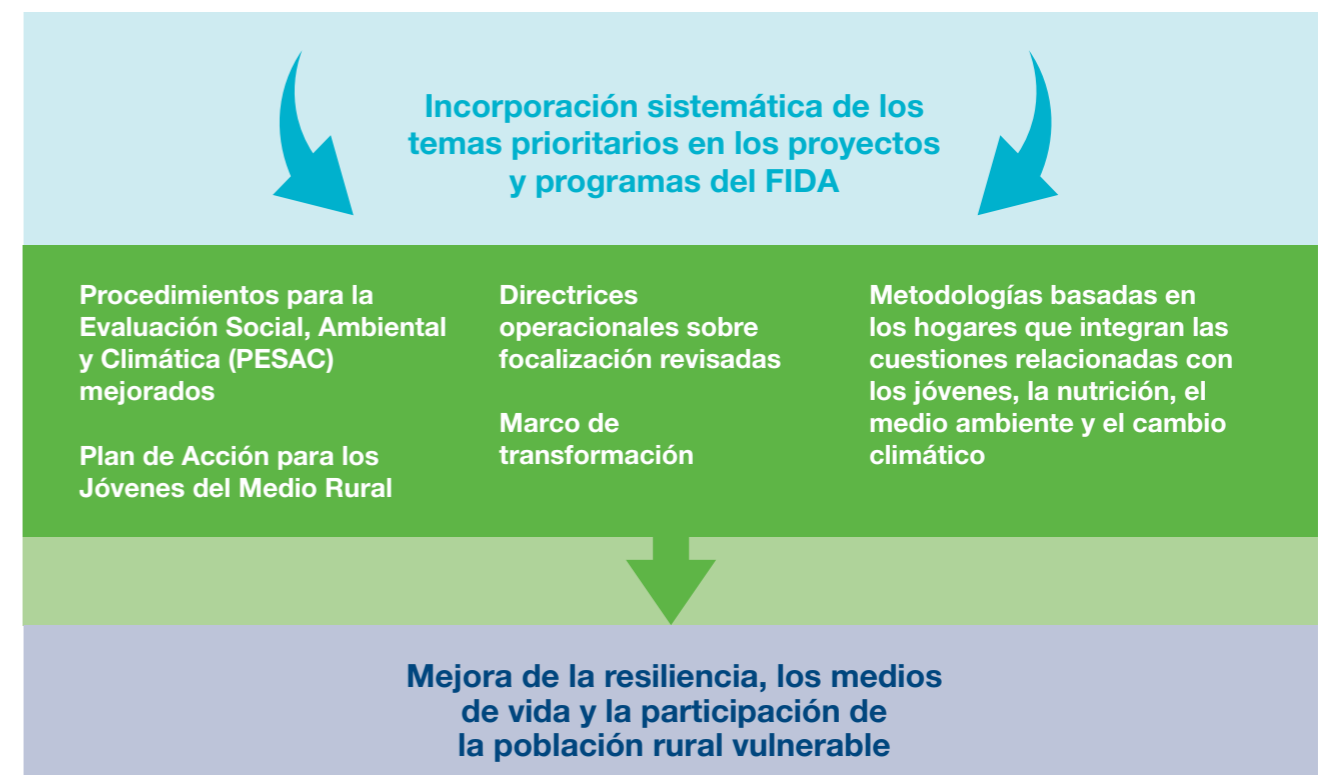 Incorporación sistemática de los
temas prioritarios en los proyectos
y programas del FIDA
Procedimientos para la
Evaluación Social, Ambiental
y Climática (PESAC)
mejorados
Plan de Acción para los
Jóvenes del Medio Rural
Directrices
operacionales sobre
focalización revisadas
Marco de
transformación
Metodologías basadas en
los hogares que integran las
cuestiones relacionadas con
los jóvenes, la nutrición, el
medio ambiente y el cambio
climático
Mejora de la resiliencia, los medios
de vida y la participación de
la población rural vulnerable